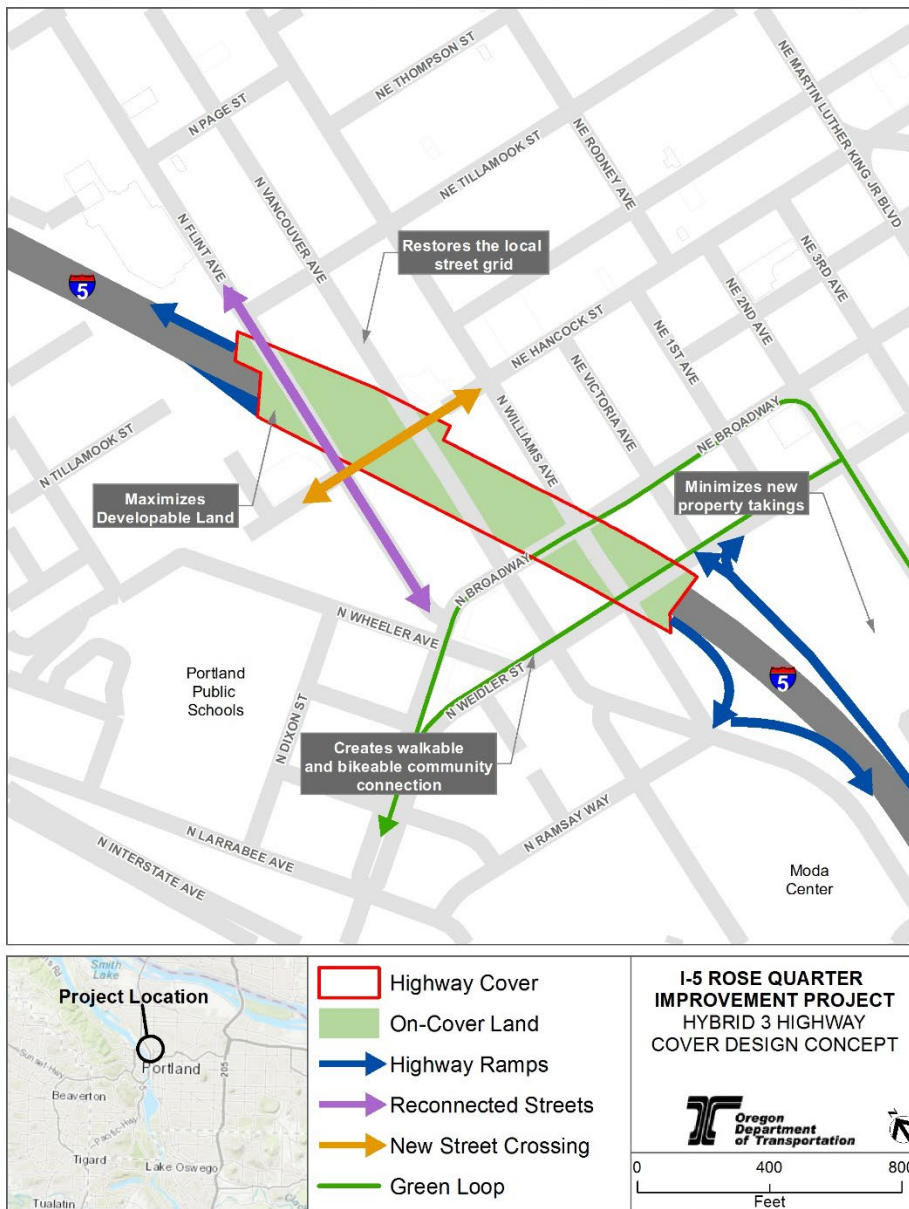 NE THOMPSON ST
N PAGE ST
NE MARTIN LUTHER KING JR BLVD
NE TILLAMOOK ST
NE RODNEY AVE
N VANCOUVER AVE
N FLINT AVE
Restores the local
street grid
NE 3RD AVE
5
NE 2ND AVE
NE HANCOCK ST
NE 1ST AVE
NE VICTORIA AVE
N WILLIAMS AVE
NE BROADWAY
N TILLAMOOK ST
Maximizes
Developable Land
Minimizes new
property takings
N BROADWAY
N WHEELER AVE
Portland
Public
Schools
5
N WEIDLER ST
N DIXON ST
Creates walkable
and bikeable community
connection
N RAMSAY WAY
N LARRABEE AVE
N INTERSTATE AVE
Moda
Center
Smith
Lake
Project Location
Portland
205
Sunset Hwy
Beaverton
5
Pacific Hwy
Tigard
Lake Oswego
Tualatin
Highway Cover
On-Cover Land
Highway Ramps
Reconnected Streets
New Street Crossing
Green Loop
I-5 ROSE QUARTER
IMPROVEMENT PROJECT
HYBRID 3 HIGHWAY
COVER DESIGN CONCEPT
Oregon
Department
of Transportation
N
0 400 800
Feet